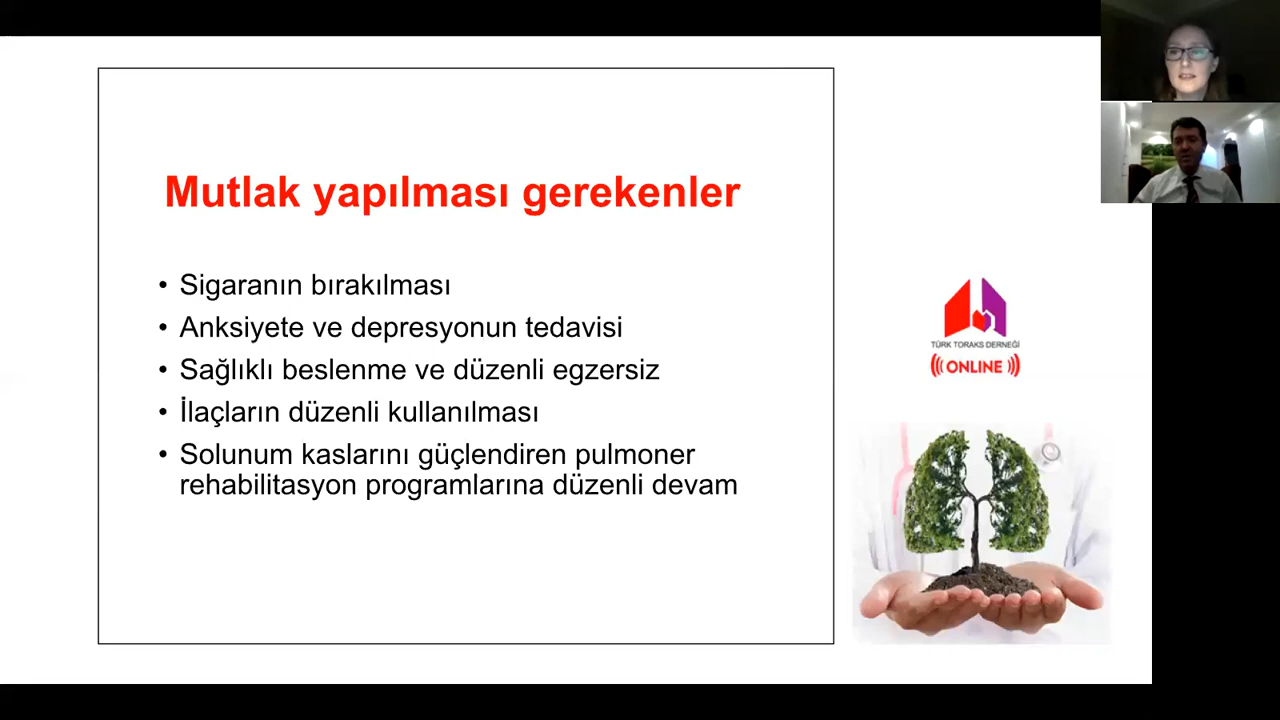 Mutlak yapılması gerekenler
• Sigaranın bırakılması
• Anksiyete ve depresyonun tedavisi
• Sağlıklı beslenme ve düzenli egzersiz
• İlaçların düzenli kullanılması
• Solunum kaslarını güçlendiren pulmoner
rehabilitasyon programlarına düzenli devam
TÜRK TORAKS DERNEĞİ
ONLINE